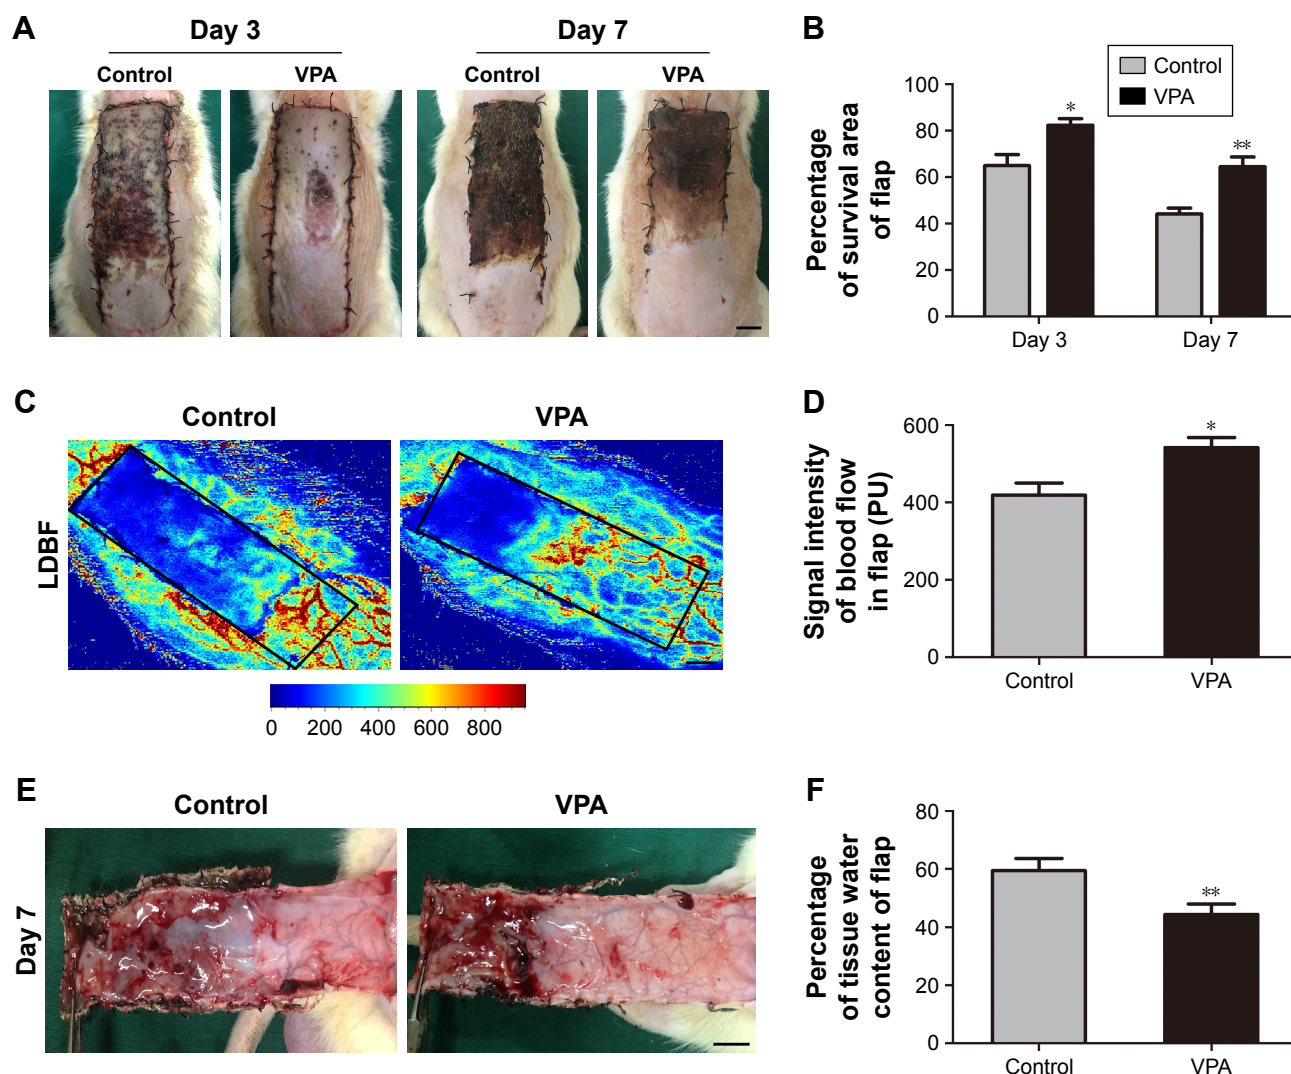 A
Day 3
Day 7
Control
VPA
Control
VPA
B
Control
VPA
Percentage
of survival area
of flap
100
80
60
40
20
0
*
**
Day 3
Day 7
C
Control
VPA
LDBF
0 200 400 600 800
D
Signal intensity
of blood flow
in flap (PU)
600
400
200
0
*
Control
VPA
E
Control
VPA
Day 7
F
Percentage
of tissue water
content of flap
80
60
40
20
0
**
Control
VPA